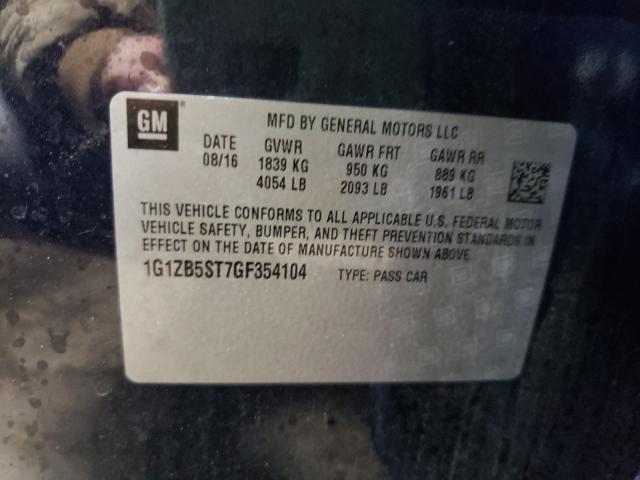 GM
MFD BY GENERAL MOTORS LLC
DATE GVWR GAWR FRT GAWR RR
08/16 1839 KG 950 KG 889 KG
4054 LB 2093 LB 1961 LB
THIS VEHICLE CONFORMS TO ALL APPLICABLE U.S. FEDERAL MOTOR
VEHICLE SAFETY, BUMPER, AND THEFT PREVENTION STANDARDS IN
EFFECT ON THE DATE OF MANUFACTURE SHOWN ABOVE.
1G1ZB5ST7GF354104 TYPE: PASS CAR